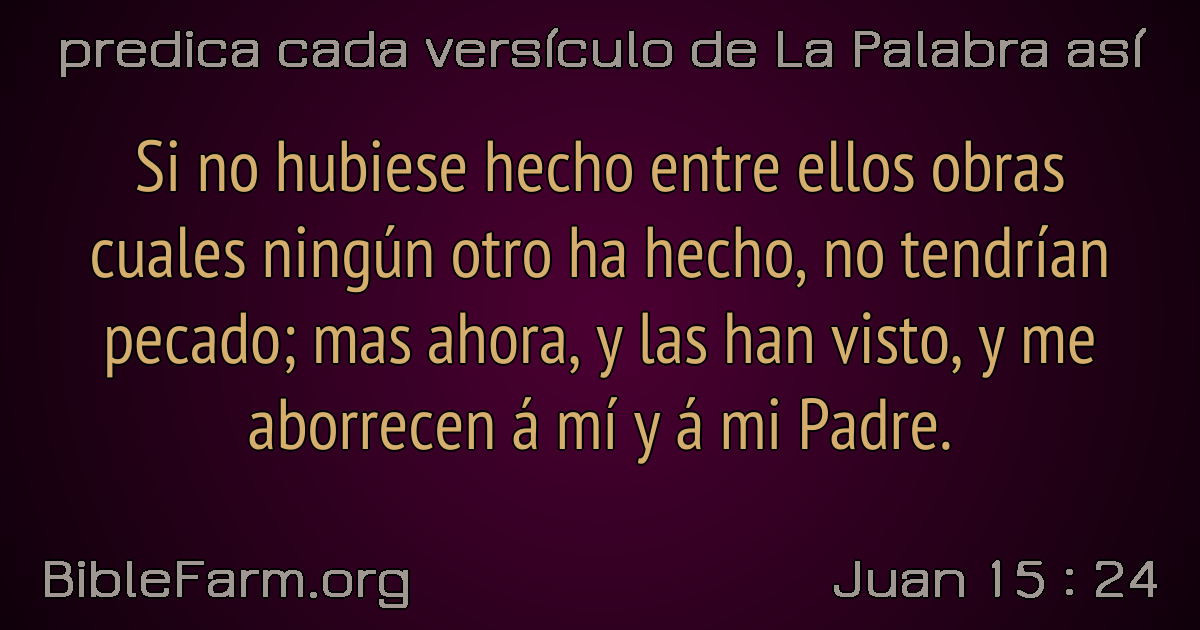 predica cada versículo de La Palabra así
Si no hubiese hecho entre ellos obras
cuales ningún otro ha hecho, no tendrían
pecado; mas ahora, y las han visto, y me
aborrecen á mí y á mi Padre.
BibleFarm.org
Juan 15 : 24